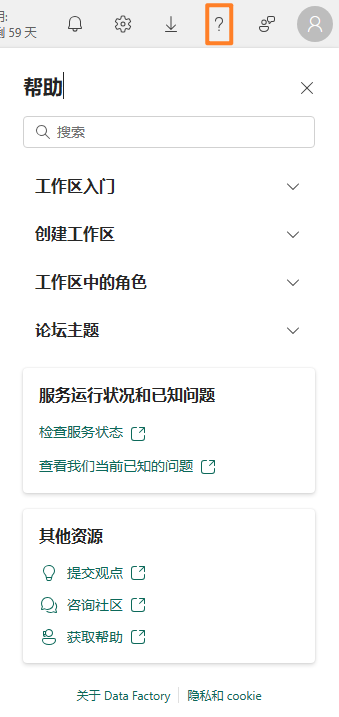 用:
剩 59 天
?
帮助
搜索
工作区入门
创建工作区
工作区中的角色
论坛主题
服务运行状况和已知问题
检查服务状态
查看我们当前已知的问题
其他资源
提交观点
咨询社区
获取帮助
关于 Data Factory
隐私和 cookie